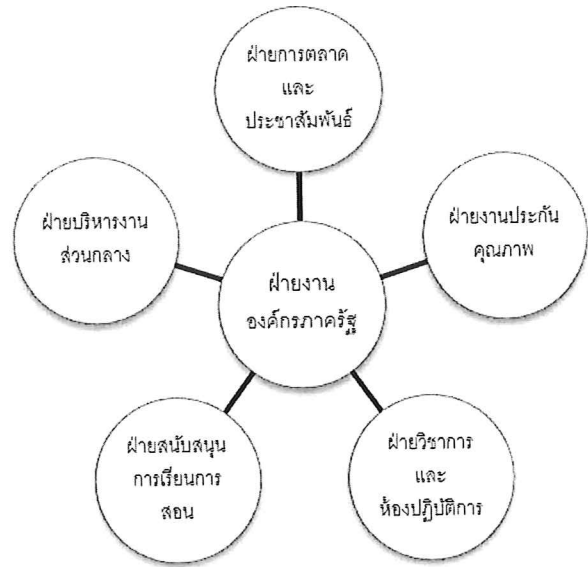 ฝ่ายการตลาด
และ
ประชาสัมพันธ์
ฝ่ายบริหารงาน
ส่วนกลาง
ฝ่ายงานประกัน
คุณภาพ
ฝ่ายงาน
องค์กรภาครัฐ
ฝ่ายสนับสนุน
การเรียนการ
สอน
ฝ่ายวิชาการ
และ
ห้องปฏิบัติการ